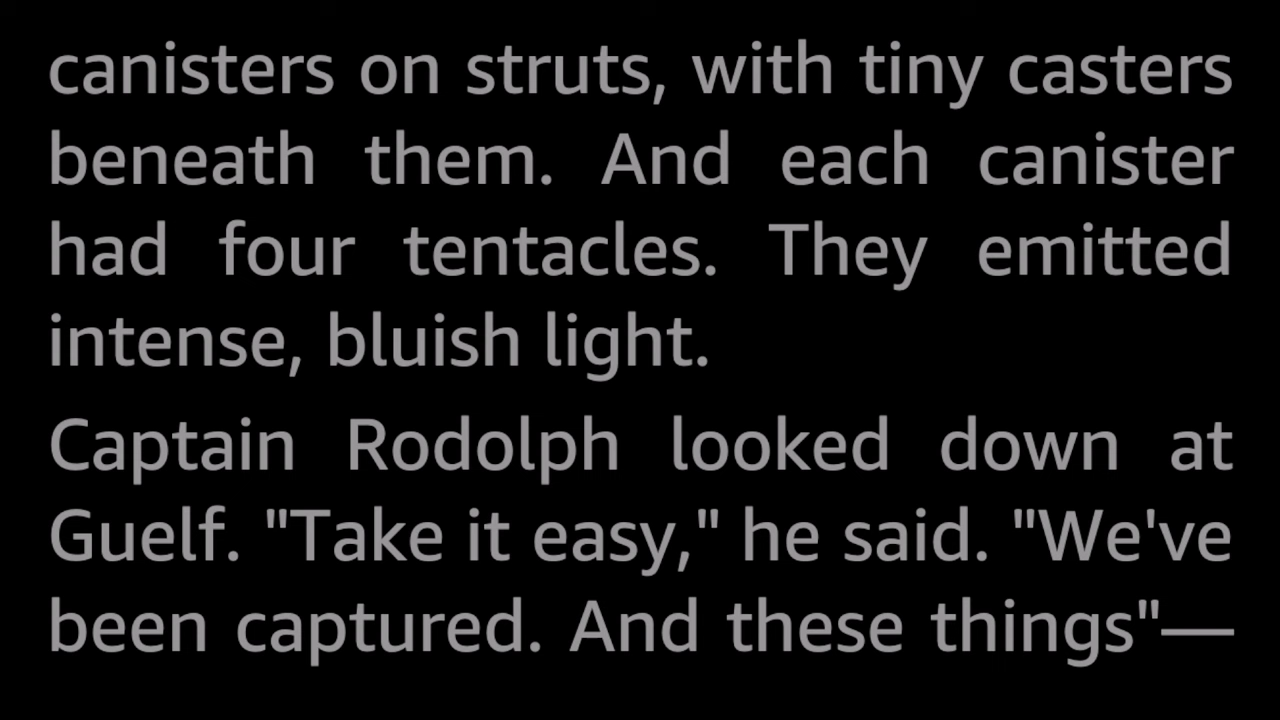 canisters on struts, with tiny casters
beneath them. And each canister
had four tentacles. They emitted
intense, bluish light.
Captain Rodolph looked down at
Guelf. "Take it easy," he said. "We've
been captured. And these things"—